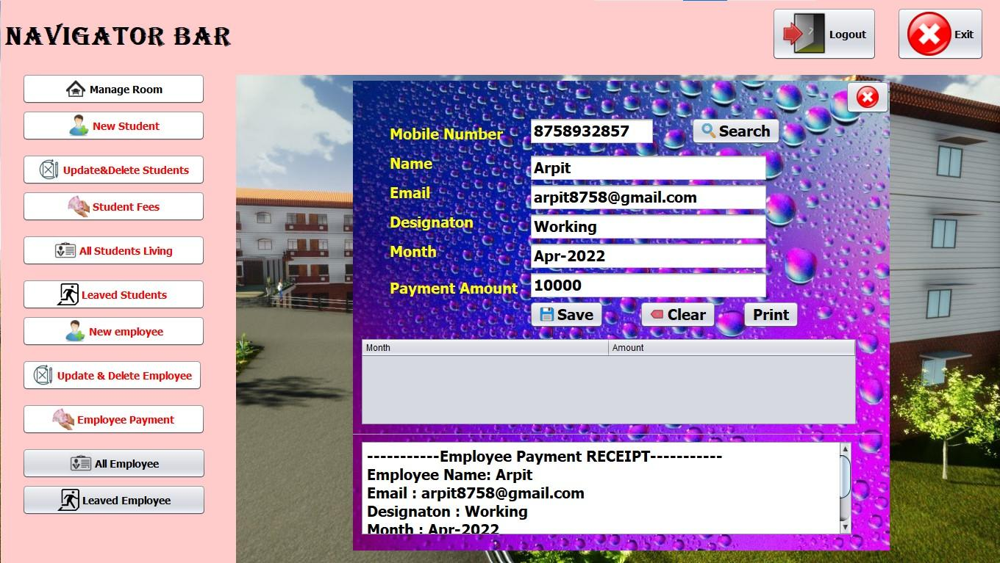 NAVIGATOR BAR
Logout
Exit
Manage Room
New Student
Update&Delete Students
Student Fees
All Students Living
Leaved Students
New employee
Update & Delete Employee
Employee Payment
All Employee
Leaved Employee
Mobile Number 8758932857 Search
Name Arpit
Email arpit8758@gmail.com
Designaton Working
Month Apr-2022
Payment Amount 10000
Save Clear Print
Month Amount
-----------Employee Payment RECEIPT-----------
Employee Name: Arpit
Email : arpit8758@gmail.com
Designaton : Working
Month : Apr-2022